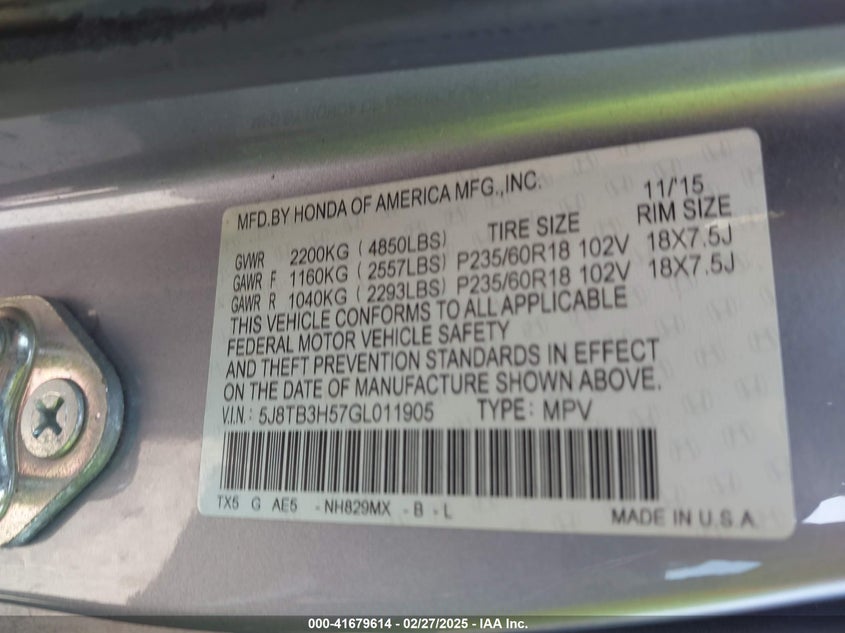 MFD.BY HONDA OF AMERICA MFG.,INC. 11/'15
TIRE SIZE RIM SIZE
GVWR 2200KG ( 4850LBS)
GAWR F 1160KG ( 2557LBS) P235/60R18 102V 18X7.5J
GAWR R 1040KG ( 2293LBS) P235/60R18 102V 18X7.5J
THIS VEHICLE CONFORMS TO ALL APPLICABLE
FEDERAL MOTOR VEHICLE SAFETY
AND THEFT PREVENTION STANDARDS IN EFFECT
ON THE DATE OF MANUFACTURE SHOWN ABOVE.
V.I.N.: 5J8TB3H57GL011905 TYPE: MPV
TX5 G AE5 -NH829MX -B -L
MADE IN U.S.A.
000-41679614 - 02/27/2025 - IAA Inc.